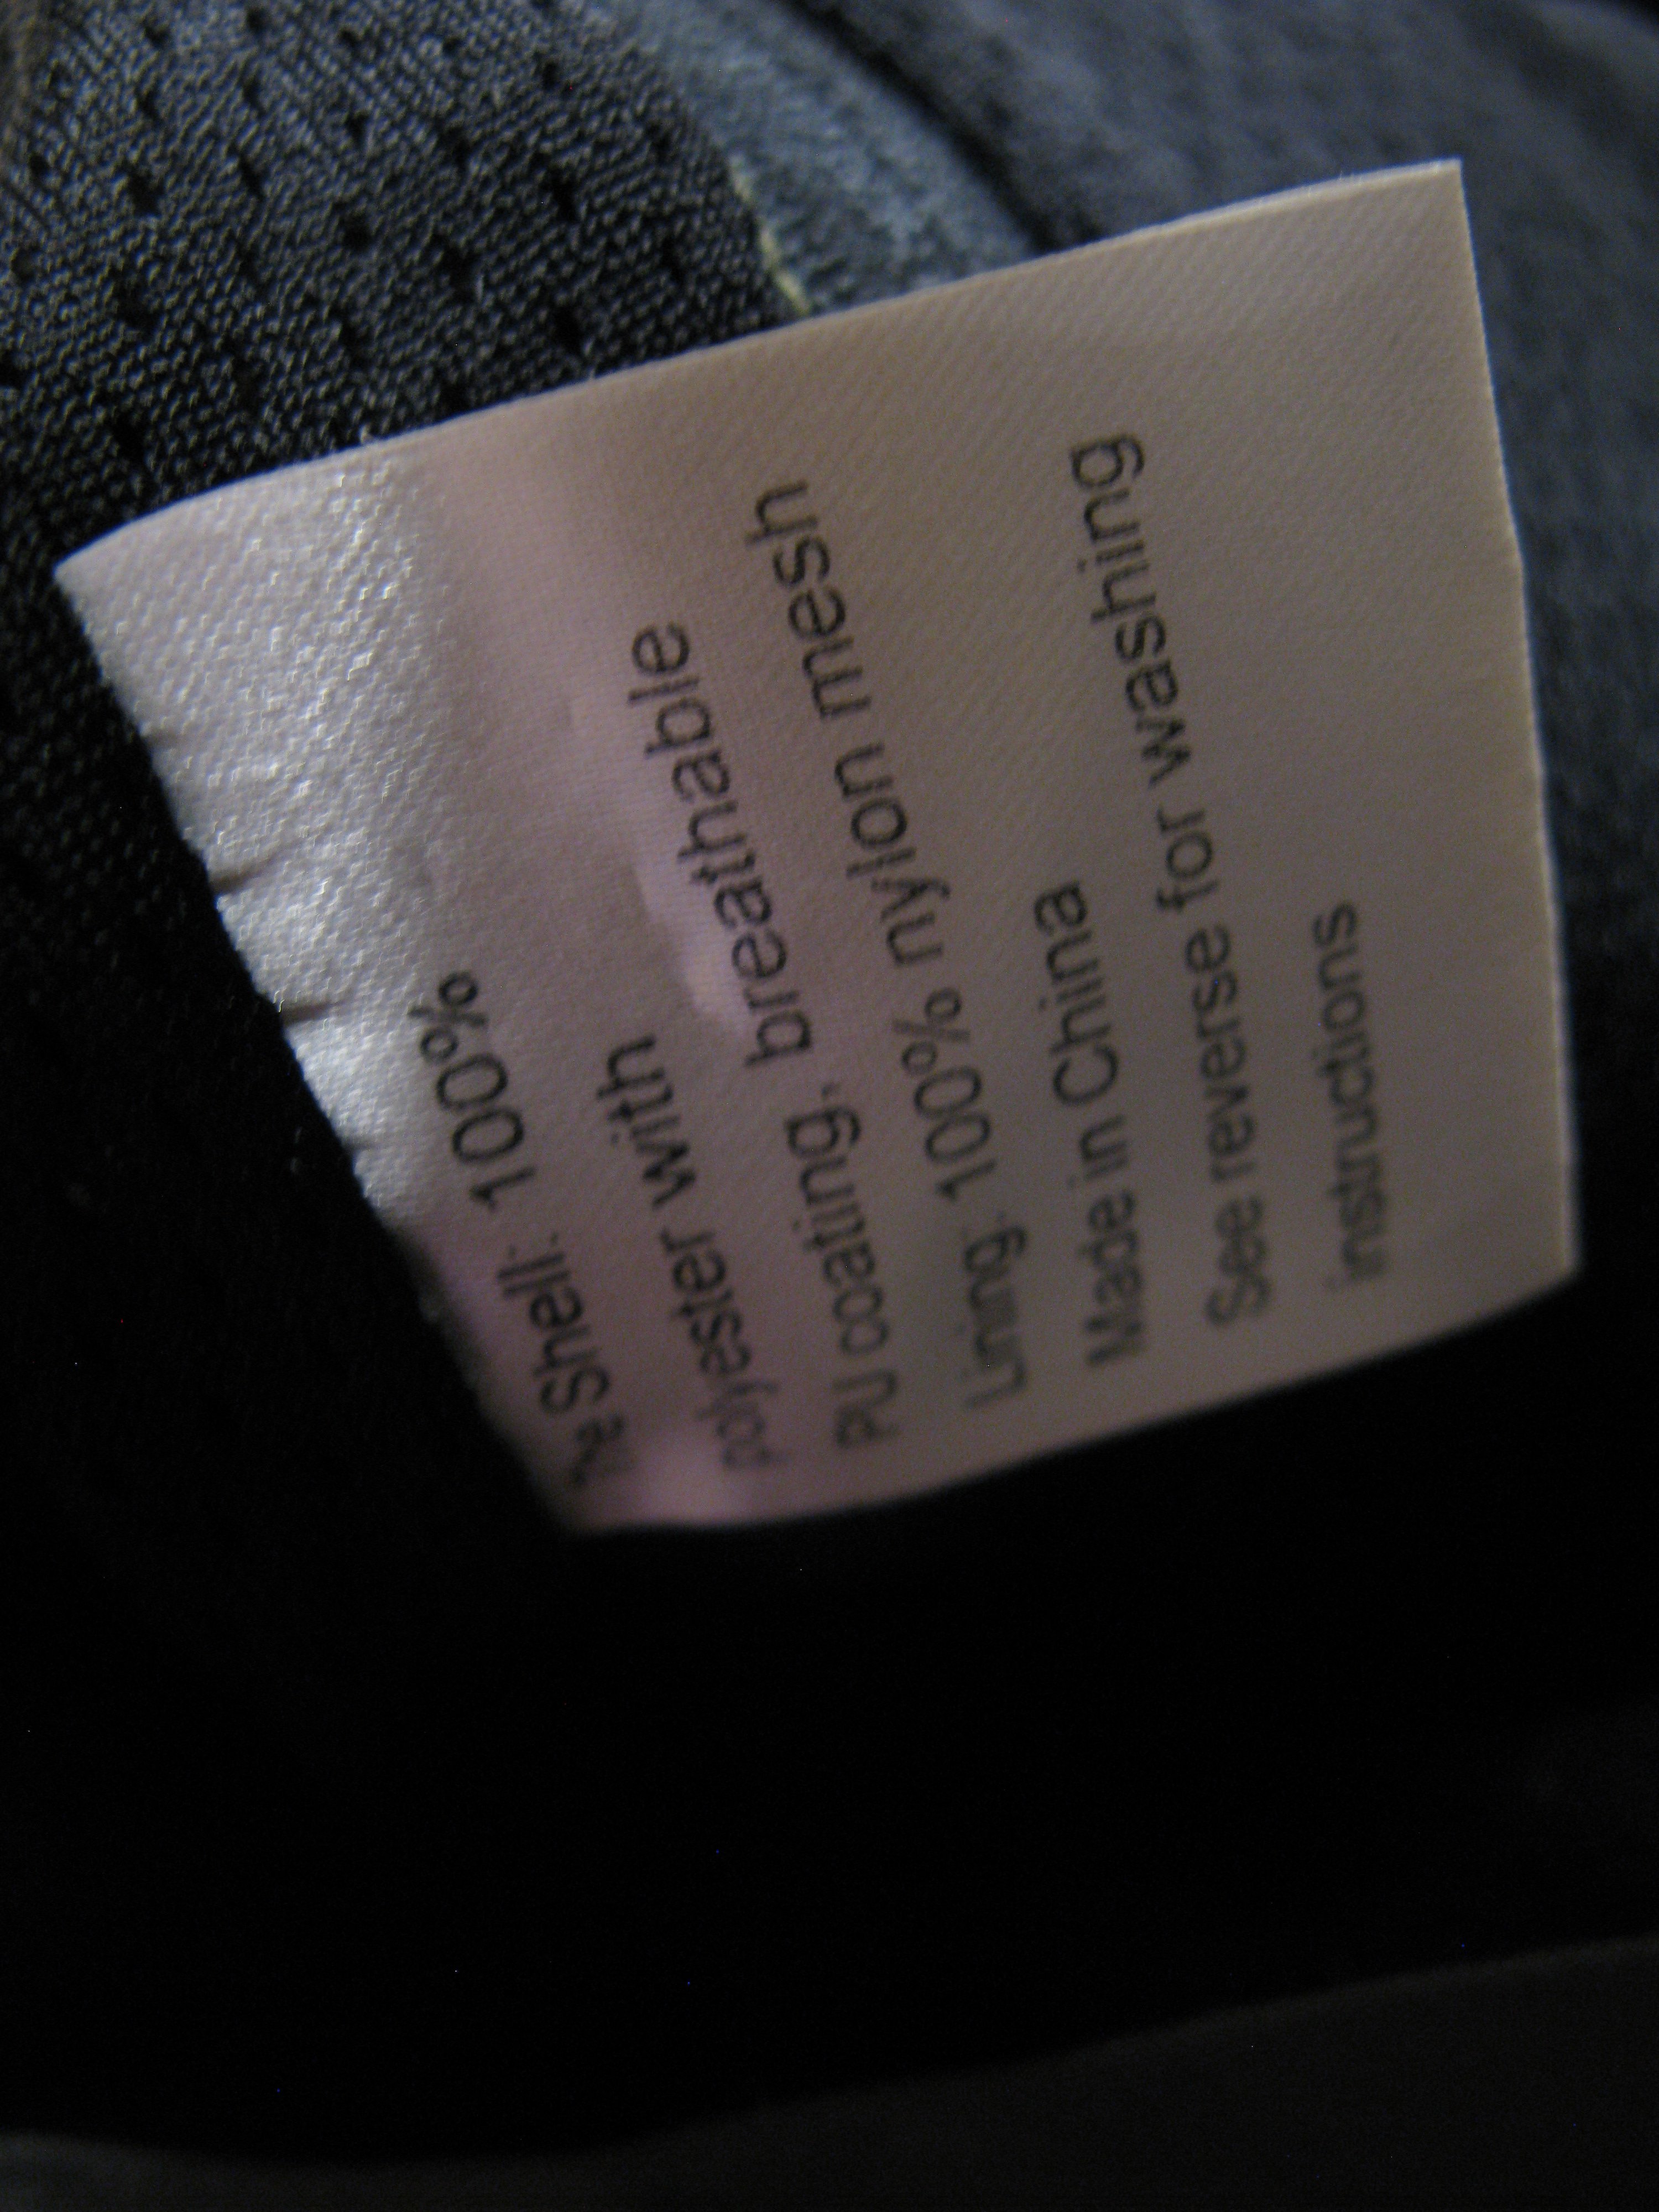 Shell: 100%
polyester with
PU coating, breathable
Lining: 100% nylon mesh
Made in China
See reverse for washing
instructions